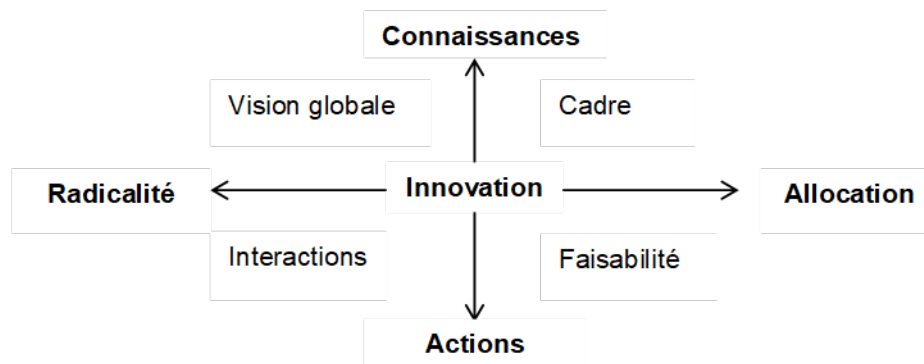 Connaissances
Vision globale
Cadre
Radicalité
Innovation
Allocation
Interactions
Faisabilité
Actions